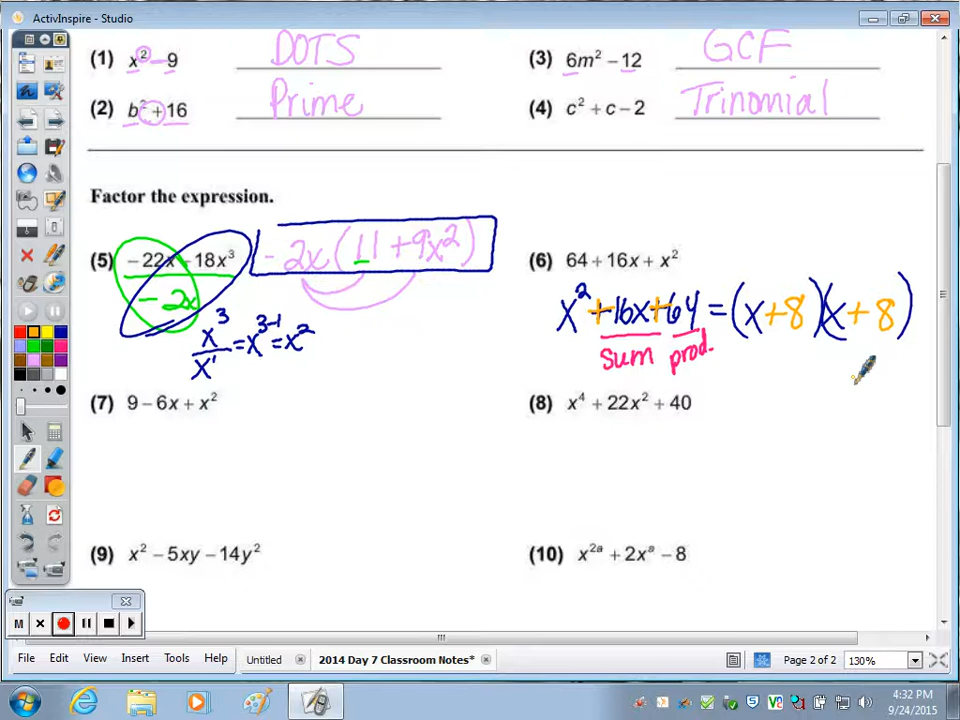 ActivInspire - Studio
(1) x² – 9 DOTS
(3) 6m² – 12 GCF
(2) b² + 16 Prime
(4) c² + c – 2 Trinomial
Factor the expression.
(5) –22x – 18x³ -2x(11 + 9x²)
-2x
x³/x¹ = x³⁻¹ = x²
(6) 64 + 16x + x²
x² + 16x + 64 = (x + 8)(x + 8)
sum prod.
(7) 9 – 6x + x²
(8) x⁴ + 22x² + 40
(9) x² – 5xy – 14y²
(10) x²ᵃ + 2xᵃ – 8
M
File Edit View Insert Tools Help Untitled 2014 Day 7 Classroom Notes* Page 2 of 2 130%
4:32 PM
9/24/2015